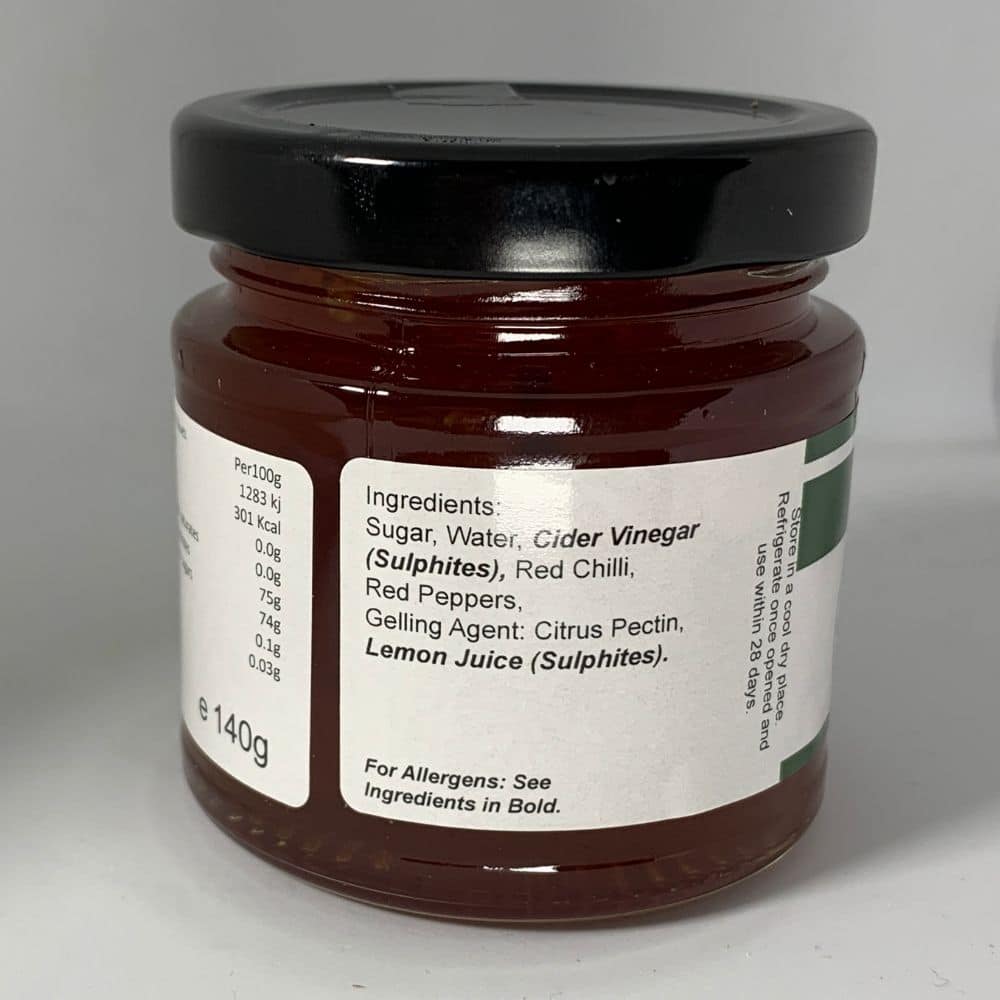 Per100g
1283 kj
301 Kcal
0.0g
0.0g
75g
74g
0.1g
0.03g
e 140g
Ingredients:
Sugar, Water, Cider Vinegar
(Sulphites), Red Chilli,
Red Peppers,
Gelling Agent: Citrus Pectin,
Lemon Juice (Sulphites).
For Allergens: See
Ingredients in Bold.
Store in a cool dry place.
Refrigerate once opened and
use within 28 days.